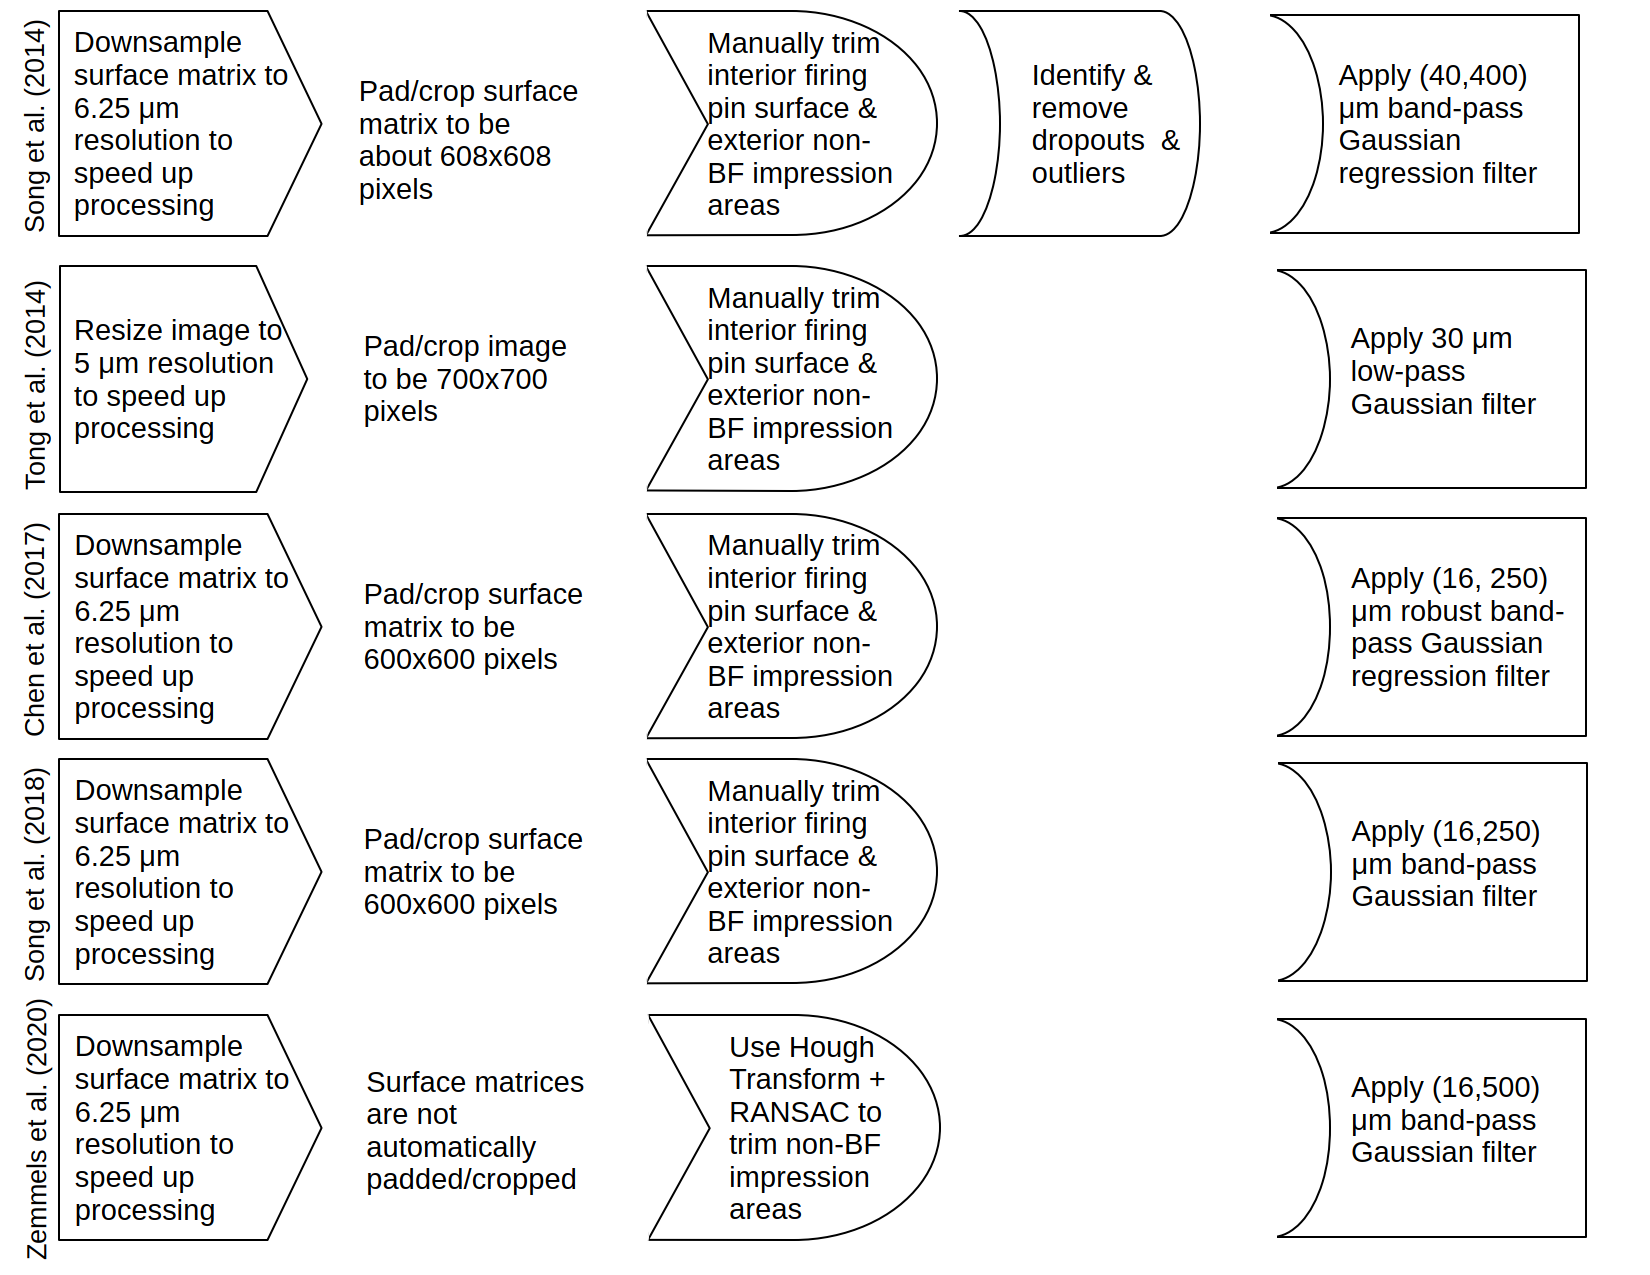 Song et al. (2014)
Downsample
surface matrix to
6.25 μm
resolution to
speed up
processing
Pad/crop surface
matrix to be
about 608x608
pixels
Manually trim
interior firing
pin surface &
exterior non-
BF impression
areas
Identify &
remove
dropouts  &
outliers
Apply (40,400)
μm band-pass
Gaussian
regression filter
Tong et al. (2014)
Resize image to
5 μm resolution
to speed up
processing
Pad/crop image
to be 700x700
pixels
Manually trim
interior firing
pin surface &
exterior non-
BF impression
areas
Apply 30 μm
low-pass
Gaussian filter
Chen et al. (2017)
Downsample
surface matrix to
6.25 μm
resolution to
speed up
processing
Pad/crop surface
matrix to be
600x600 pixels
Manually trim
interior firing
pin surface &
exterior non-
BF impression
areas
Apply (16, 250)
μm robust band-
pass Gaussian
regression filter
Song et al. (2018)
Downsample
surface matrix to
6.25 μm
resolution to
speed up
processing
Pad/crop surface
matrix to be
600x600 pixels
Manually trim
interior firing
pin surface &
exterior non-
BF impression
areas
Apply (16,250)
μm band-pass
Gaussian filter
Zemmels et al. (2020)
Downsample
surface matrix to
6.25 μm
resolution to
speed up
processing
Surface matrices
are not
automatically
padded/cropped
Use Hough
Transform +
RANSAC to
trim non-BF
impression
areas
Apply (16,500)
μm band-pass
Gaussian filter